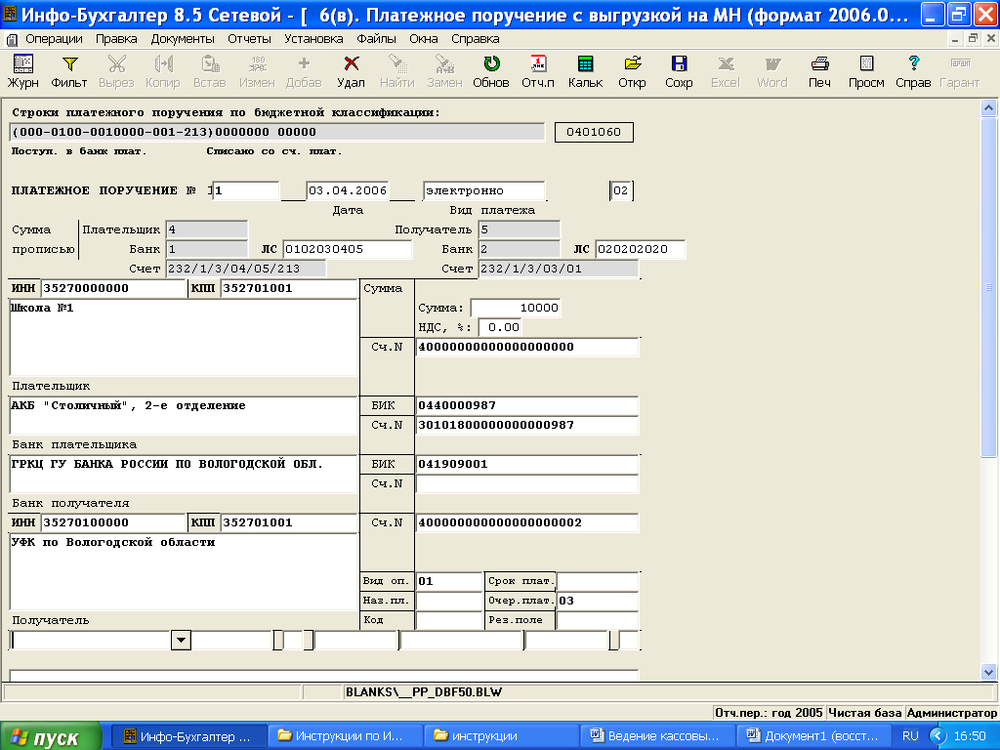 Инфо-Бухгалтер 8.5 Сетевой - [ 6(в). Платежное поручение с выгрузкой на МН (формат 2006.0...
Операции Правка Документы Отчеты Установка Файлы Окна Справка
Журн Фильт Вырез Копир Встав Измен Добав Удал Найти Замен Обнов Отч.п Кальк Откр Сохр Excel Word Печ Просм Справ Гарант
Строки платежного поручения по бюджетной классификации:
(000-0100-0010000-001-213)0000000 00000 0401060
Поступ. в банк плат. Списано со сч. плат.
ПЛАТЕЖНОЕ ПОРУЧЕНИЕ № 1 03.04.2006 электронно 02
Дата Вид платежа
Сумма Плательщик 4 Получатель 5
прописью Банк 1 ЛС 0102030405 Банк 2 ЛС 020202020
Счет 232/1/3/04/05/213 Счет 232/1/3/03/01
ИНН 35270000000 КПП 352701001 Сумма
Школа №1 Сумма: 10000
НДС, %: 0.00
Сч.N 40000000000000000000
Плательщик
АКБ "Столичный", 2-е отделение БИК 0440000987
Сч.N 30101800000000000987
Банк плательщика
ГРКЦ ГУ БАНКА РОССИИ ПО ВОЛОГОДСКОЙ ОБЛ. БИК 041909001
Сч.N
Банк получателя
ИНН 35270100000 КПП 352701001 Сч.N 400000000000000000002
УФК по Вологодской области
Вид оп. 01 Срок плат.
Наз.пл. Очер.плат. 03
Получатель Код Рез.поле
BLANKS\__PP_DBF50.BLW
Отч.пер.: год 2005 Чистая база Администратор
пуск Инфо-Бухгалтер ... Инструкции по И... инструкции Ведение кассовы... Документ1 (восст... RU 16:50